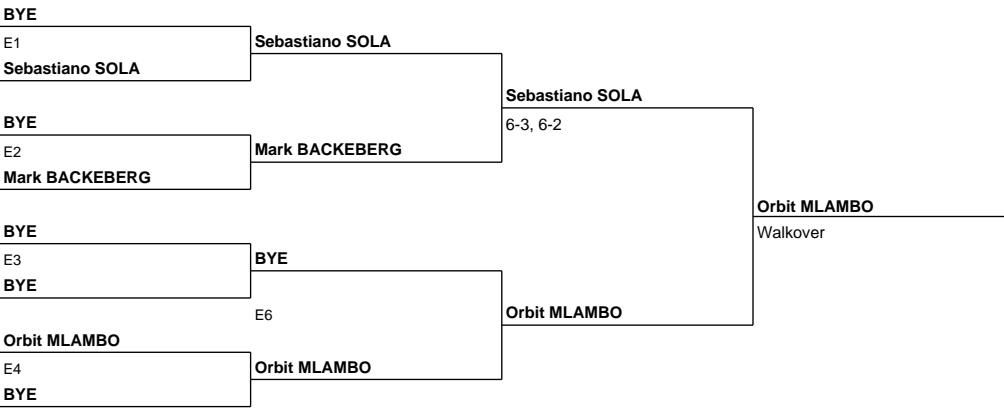 BYE
E1
Sebastiano SOLA
Sebastiano SOLA
Sebastiano SOLA
6-3, 6-2
BYE
E2
Mark BACKEBERG
Mark BACKEBERG
Orbit MLAMBO
Walkover
BYE
E3
BYE
BYE
E6
Orbit MLAMBO
Orbit MLAMBO
E4
BYE
Orbit MLAMBO